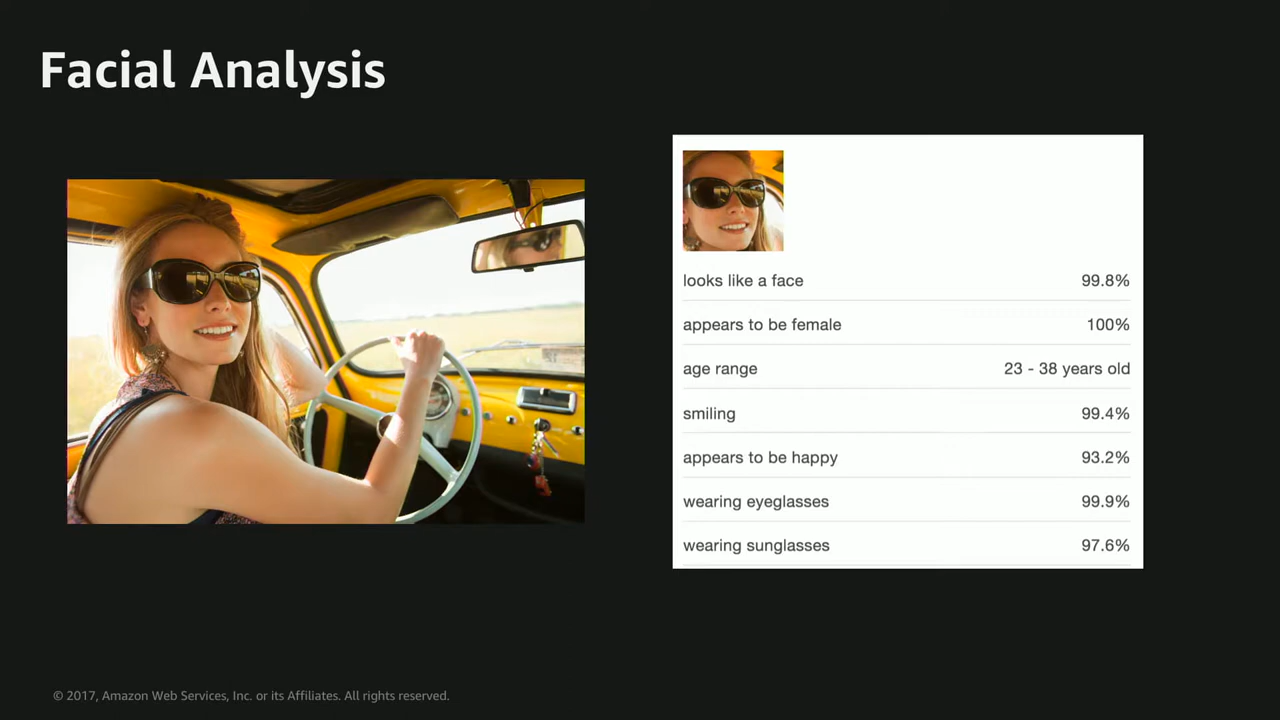 Facial Analysis
looks like a face 99.8%
appears to be female 100%
age range 23 - 38 years old
smiling 99.4%
appears to be happy 93.2%
wearing eyeglasses 99.9%
wearing sunglasses 97.6%
© 2017, Amazon Web Services, Inc. or its Affiliates. All rights reserved.